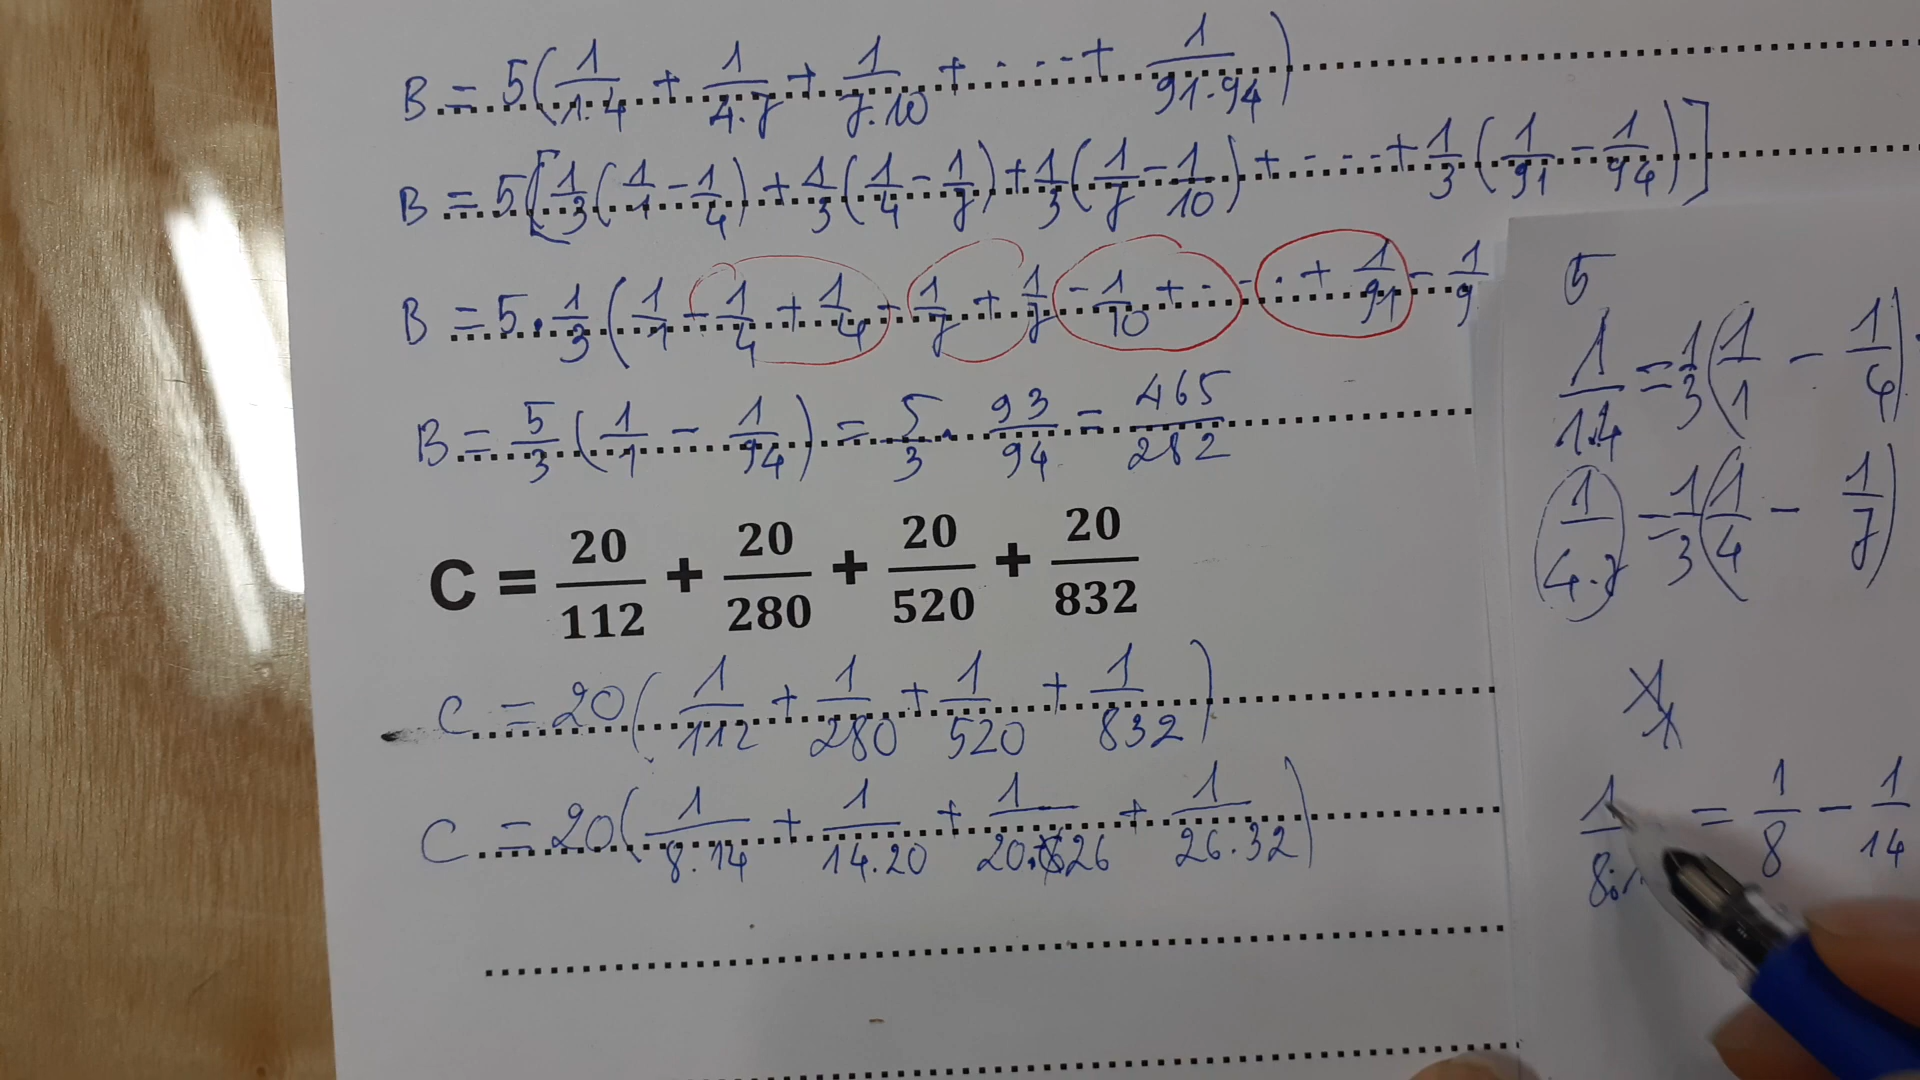 B = 5(1/1.4 + 1/4.7 + 1/7.10 + ... + 1/91.94)
B = 5[1/3(1/1 - 1/4) + 1/3(1/4 - 1/7) + 1/3(1/7 - 1/10) + ... + 1/3(1/91 - 1/94)]
B = 5.1/3(1/1 - 1/4 + 1/4 - 1/7 + 1/7 - 1/10 + ... + 1/91 - 1/9
B = 5/3(1/1 - 1/94) = 5/3 . 93/94 = 465/282
C = 20/112 + 20/280 + 20/520 + 20/832
C = 20(1/112 + 1/280 + 1/520 + 1/832)
C = 20(1/8.14 + 1/14.20 + 1/20.26 + 1/26.32)
5
1/1.4 = 1/3(1/1 - 1/4)
1/4.7 = 1/3(1/4 - 1/7)
= 1/8 - 1/14